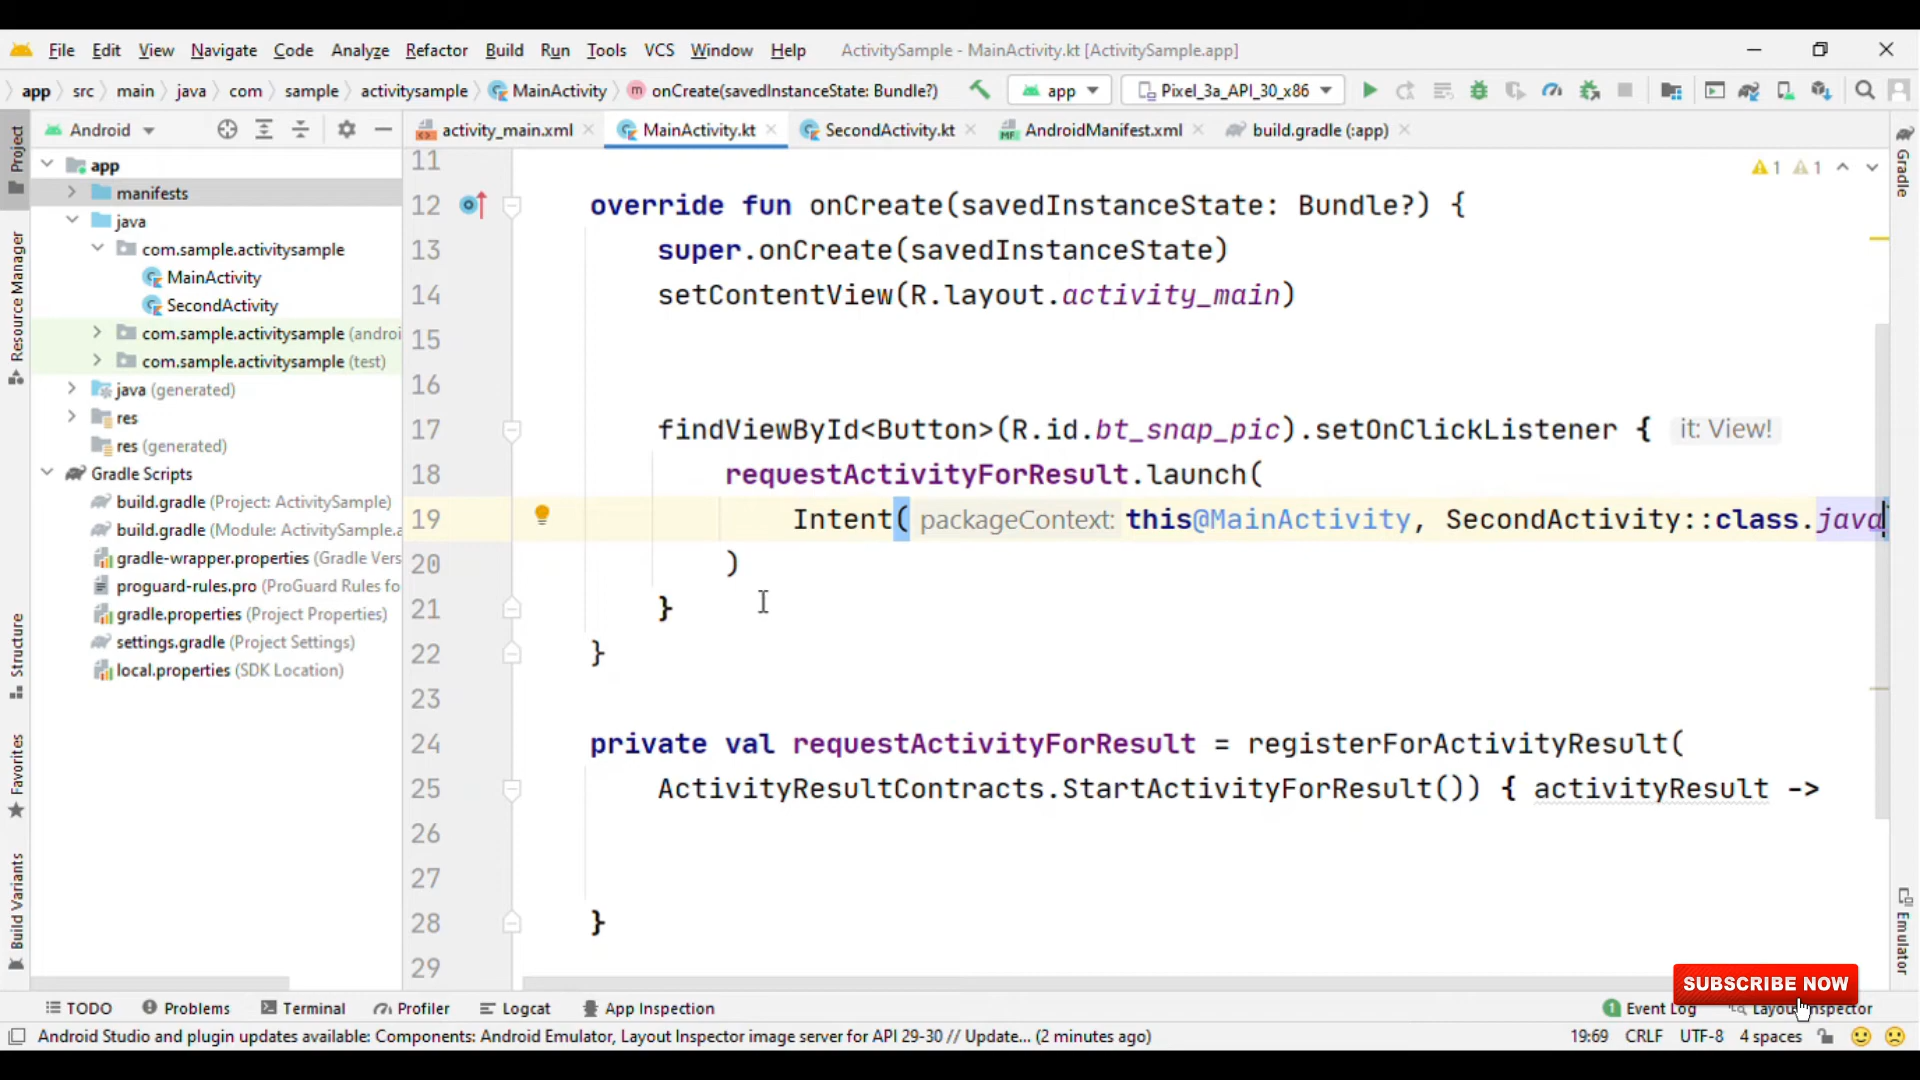 File Edit View Navigate Code Analyze Refactor Build Run Tools VCS Window Help ActivitySample - MainActivity.kt [ActivitySample.app]
app src main java com sample activitysample MainActivity onCreate(savedInstanceState: Bundle?) app Pixel_3a_API_30_x86
Android activity_main.xml MainActivity.kt SecondActivity.kt AndroidManifest.xml build.gradle (:app)
Project
Resource Manager
Structure
Favorites
Build Variants
app
manifests
java
com.sample.activitysample
MainActivity
SecondActivity
com.sample.activitysample (androi
com.sample.activitysample (test)
java (generated)
res
res (generated)
Gradle Scripts
build.gradle (Project: ActivitySample)
build.gradle (Module: ActivitySample.a
gradle-wrapper.properties (Gradle Vers
proguard-rules.pro (ProGuard Rules fo
gradle.properties (Project Properties)
settings.gradle (Project Settings)
local.properties (SDK Location)
1 1
11
12 override fun onCreate(savedInstanceState: Bundle?) {
13 super.onCreate(savedInstanceState)
14 setContentView(R.layout.activity_main)
15
16
17 findViewById<Button>(R.id.bt_snap_pic).setOnClickListener { it: View!
18 requestActivityForResult.launch(
19 Intent( packageContext: this@MainActivity, SecondActivity::class.java
20 )
21 }
22 }
23
24 private val requestActivityForResult = registerForActivityResult(
25 ActivityResultContracts.StartActivityForResult()) { activityResult ->
26
27
28 }
29
Gradle
Emulator
SUBSCRIBE NOW
TODO Problems Terminal Profiler Logcat App Inspection 1 Event Log Layout Inspector
Android Studio and plugin updates available: Components: Android Emulator, Layout Inspector image server for API 29-30 // Update... (2 minutes ago) 19:69 CRLF UTF-8 4 spaces